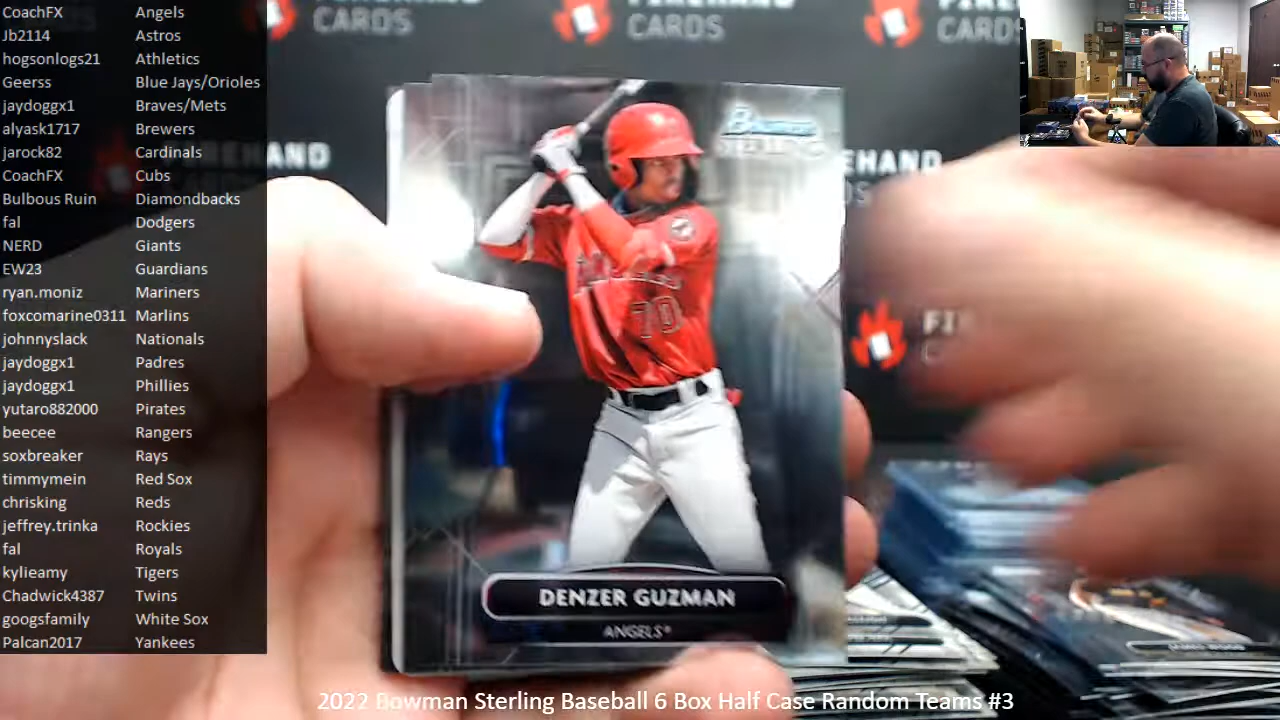 CoachFX Angels
Jb2114 Astros
hogsonlogs21 Athletics
Geerss Blue Jays/Orioles
jaydoggx1 Braves/Mets
alyask1717 Brewers
jarock82 Cardinals
CoachFX Cubs
Bulbous Ruin Diamondbacks
fal Dodgers
NERD Giants
EW23 Guardians
ryan.moniz Mariners
foxcomarine0311 Marlins
johnnyslack Nationals
jaydoggx1 Padres
jaydoggx1 Phillies
yutaro882000 Pirates
beecee Rangers
soxbreaker Rays
timmymein Red Sox
chrisking Reds
jeffrey.trinka Rockies
fal Royals
kylieamy Tigers
Chadwick4387 Twins
googsfamily White Sox
Palcan2017 Yankees
CARDS
CARDS
CARDS
Bowman
70
DENZER GUZMAN
ANGELS
2022 Bowman Sterling Baseball 6 Box Half Case Random Teams #3